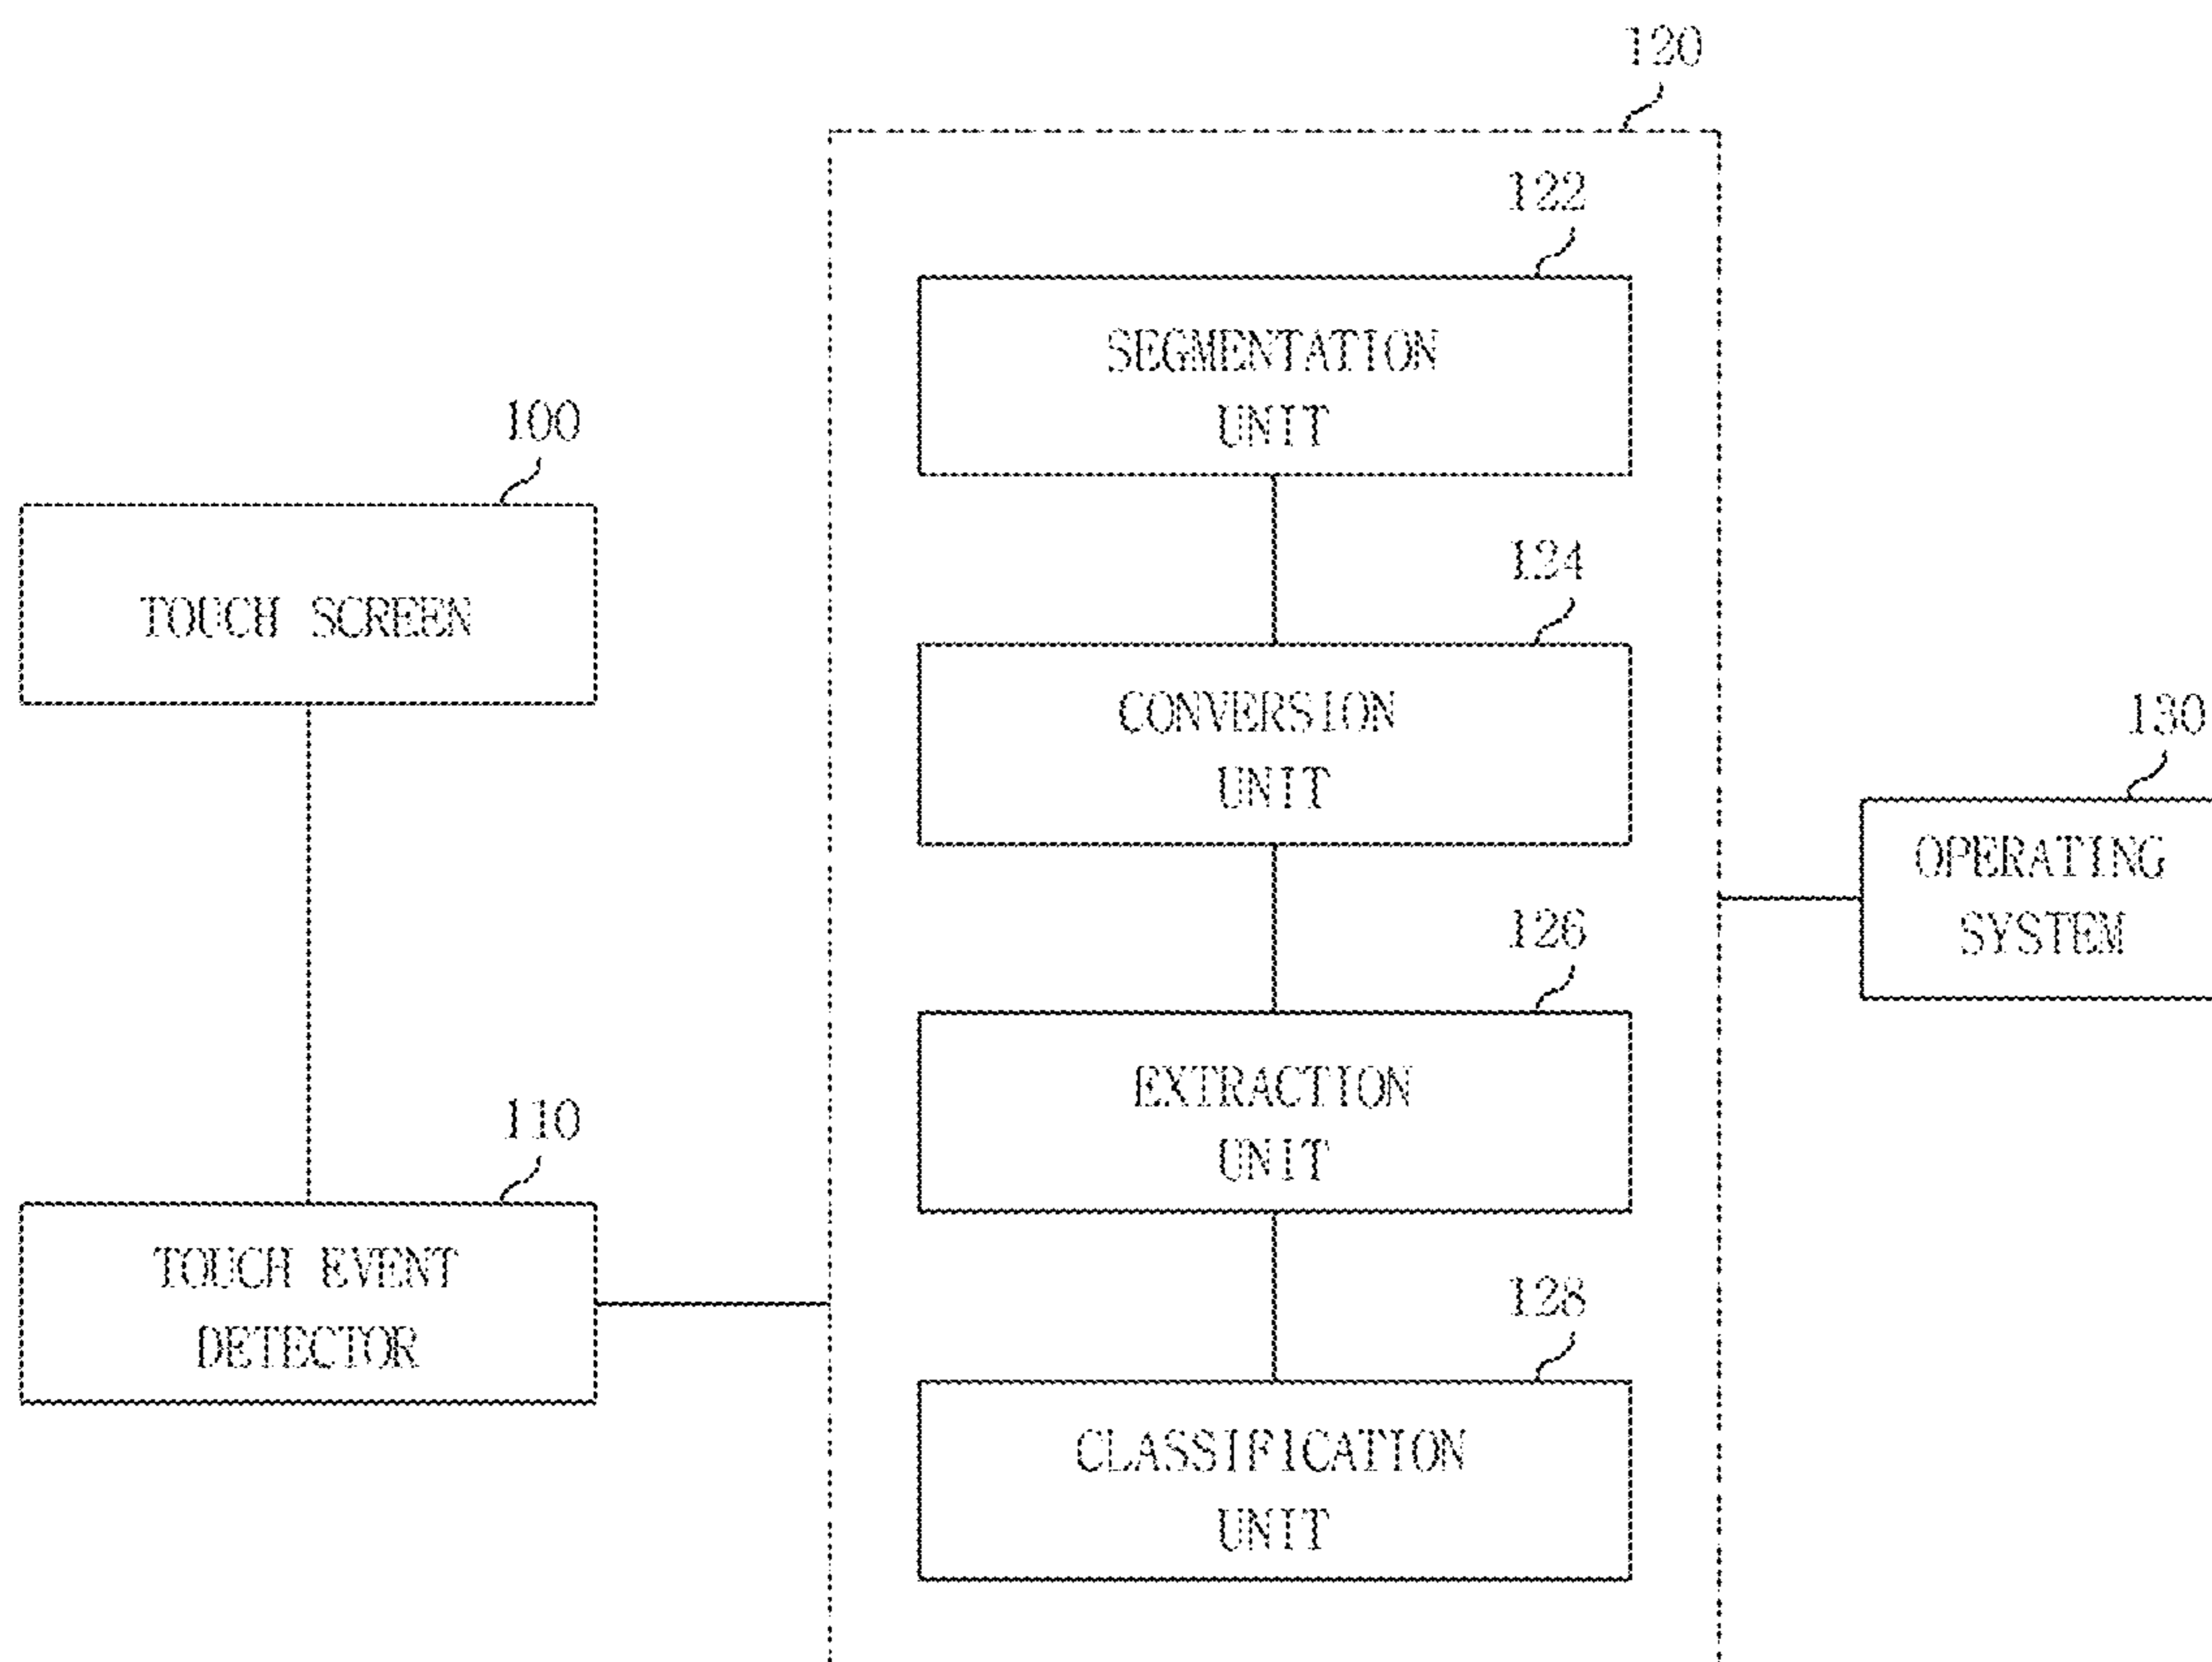 120
122
SEGMENTATION
UNIT
100
TOUCH SCREEN
124
CONVERSION
UNIT
130
OPERATING
SYSTEM
126
EXTRACTION
UNIT
110
TOUCH EVENT
DETECTOR
128
CLASSIFICATION
UNIT